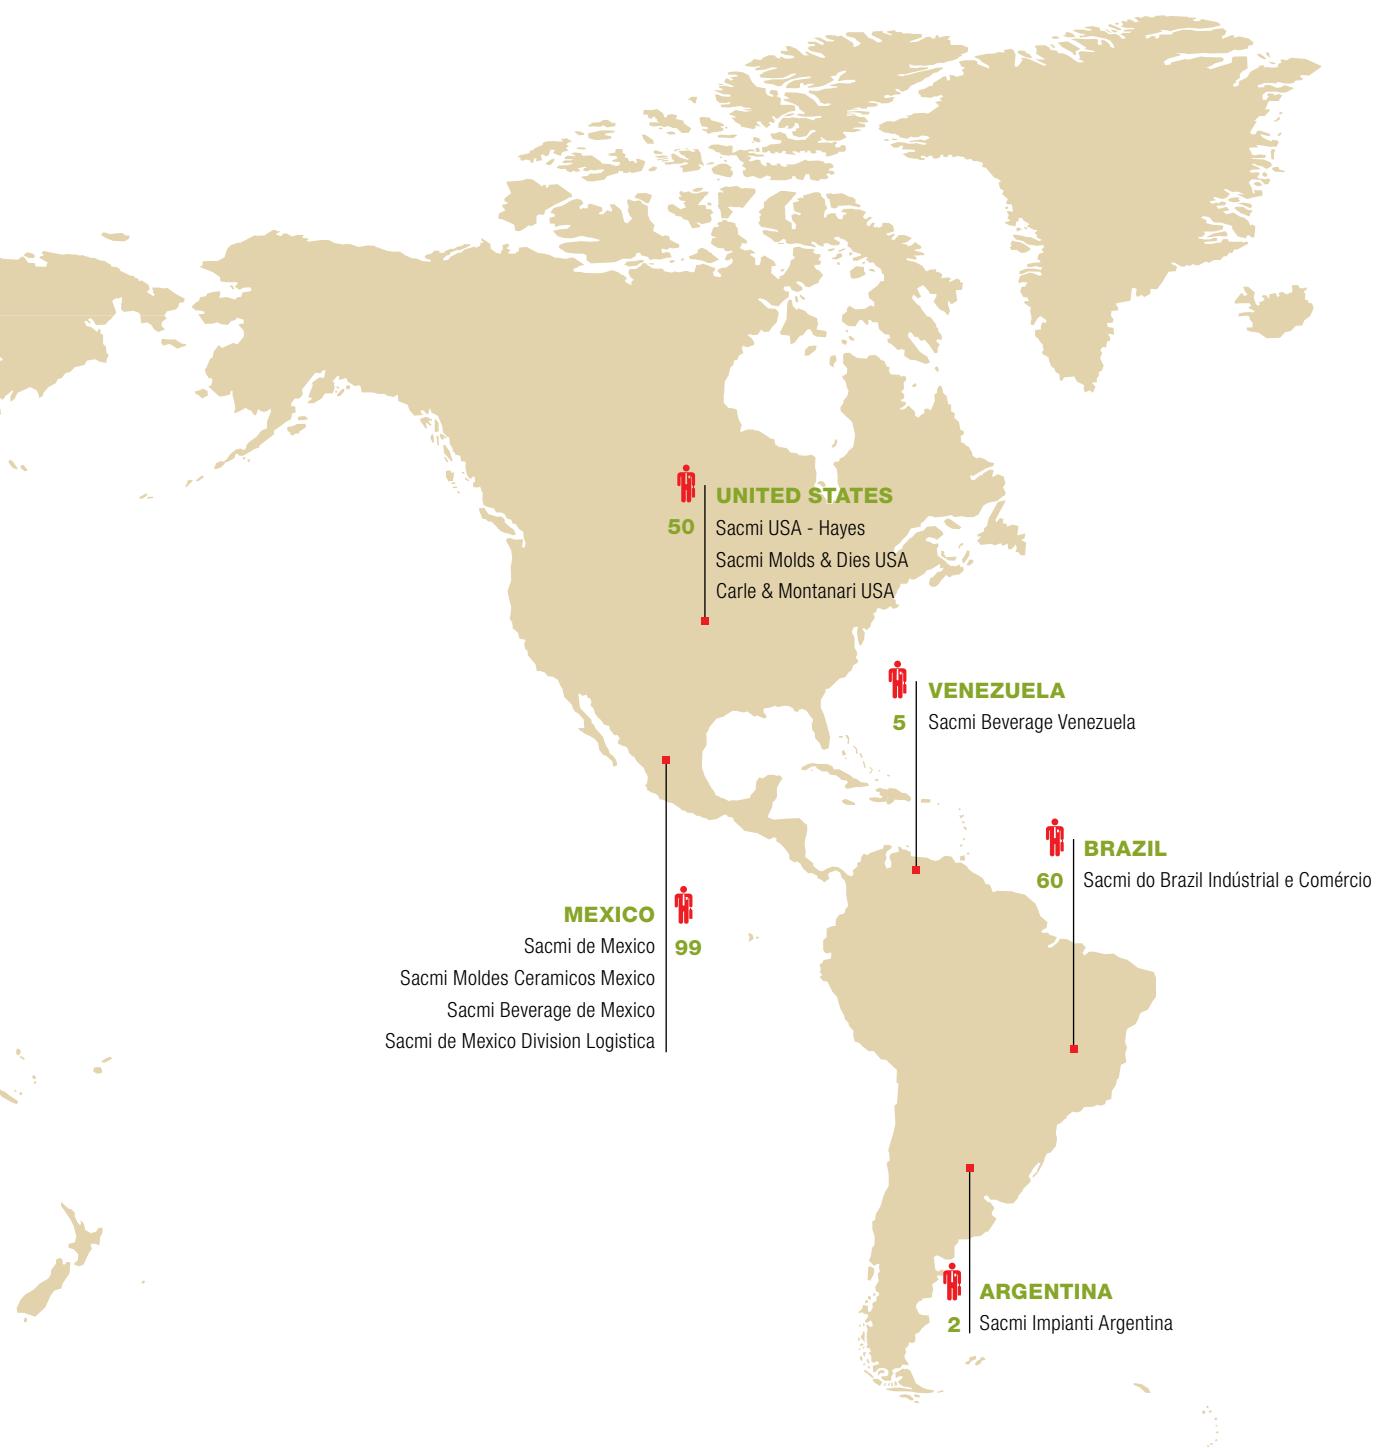 UNITED STATES
50
Sacmi USA - Hayes
Sacmi Molds & Dies USA
Carle & Montanari USA
VENEZUELA
5
Sacmi Beverage Venezuela
BRAZIL
60
Sacmi do Brazil Indústrial e Comércio
MEXICO
Sacmi de Mexico
99
Sacmi Moldes Ceramicos Mexico
Sacmi Beverage de Mexico
Sacmi de Mexico Division Logistica
ARGENTINA
2
Sacmi Impianti Argentina